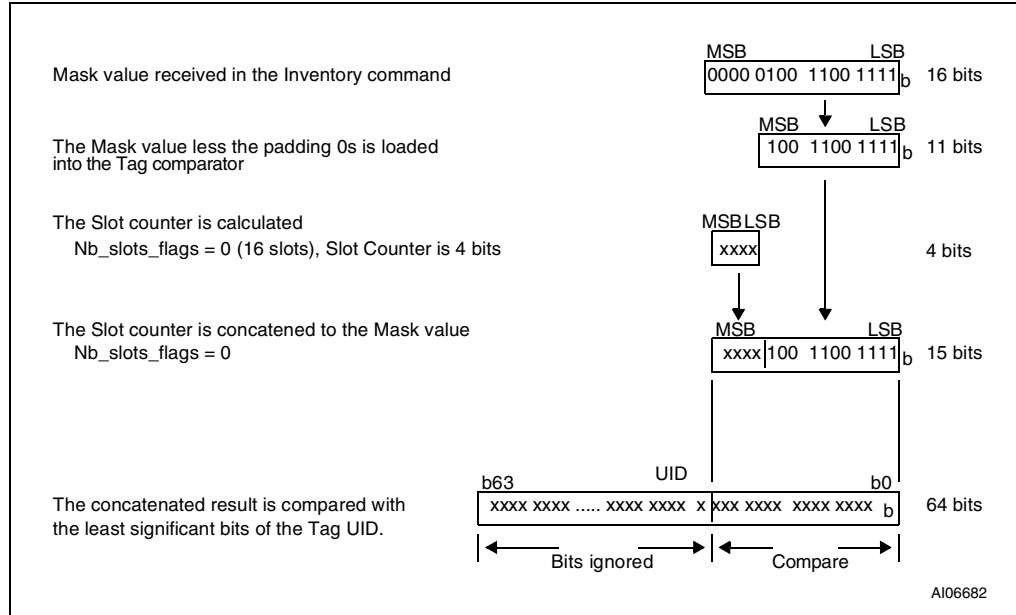 MSB LSB
Mask value received in the Inventory command 0000 0100 1100 1111 b 16 bits
MSB LSB
The Mask value less the padding 0s is loaded
into the Tag comparator
100 1100 1111 b 11 bits
The Slot counter is calculated
MSB LSB
Nb_slots_flags = 0 (16 slots), Slot Counter is 4 bits
xxxx 4 bits
The Slot counter is concatened to the Mask value
MSB LSB
Nb_slots_flags = 0
xxxx 100 1100 1111 b 15 bits
UID
b63 b0
The concatenated result is compared with
the least significant bits of the Tag UID.
xxxx xxxx ..... xxxx xxxx x xxx xxxx xxxx xxxx b 64 bits
Bits ignored Compare
AI06682